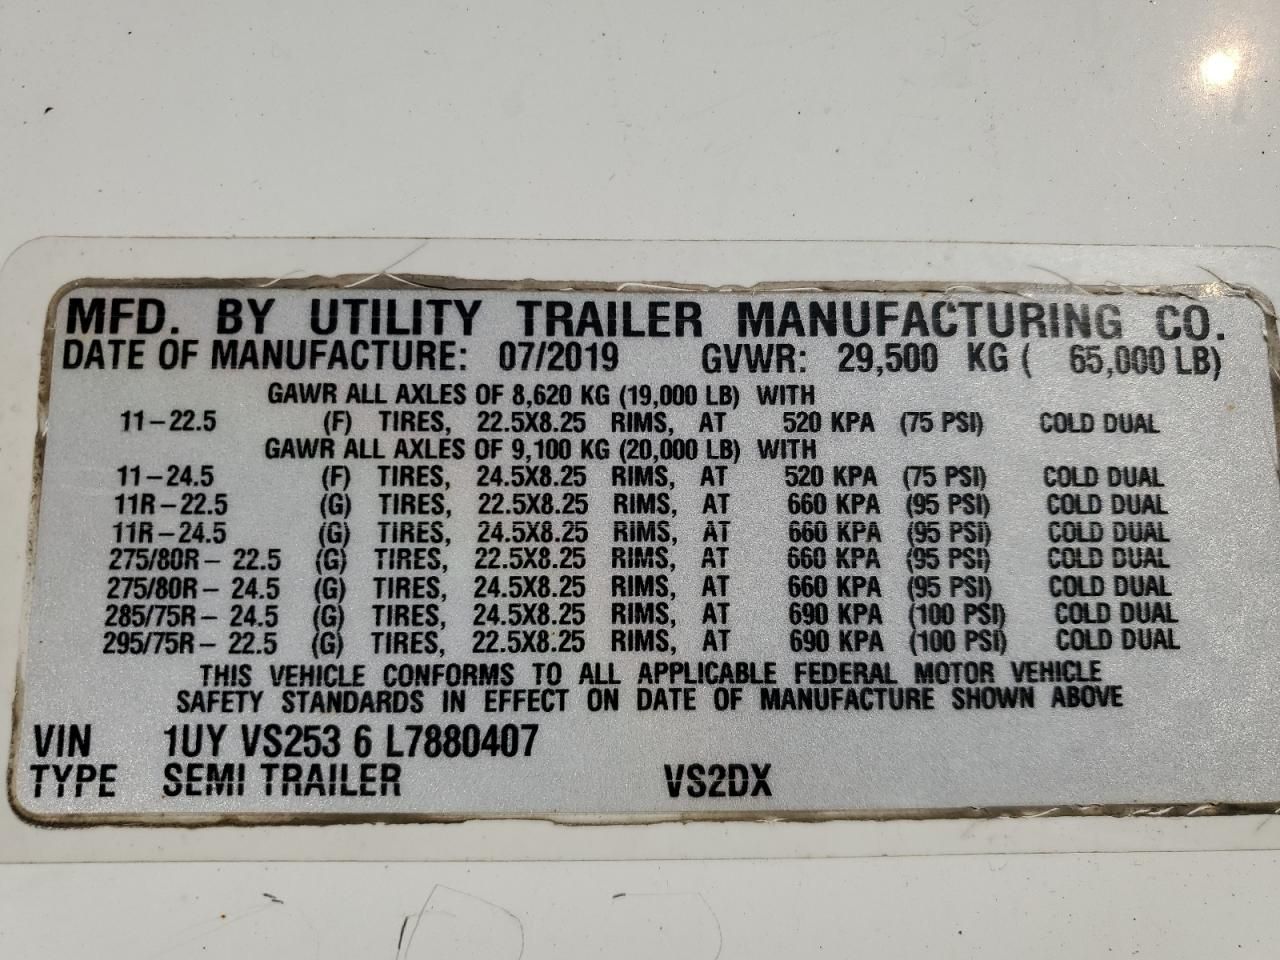 MFD. BY UTILITY TRAILER MANUFACTURING CO.
DATE OF MANUFACTURE: 07/2019 GVWR: 29,500 KG ( 65,000 LB)
GAWR ALL AXLES OF 8,620 KG (19,000 LB) WITH
11-22.5 (F) TIRES, 22.5X8.25 RIMS, AT 520 KPA (75 PSI) COLD DUAL
GAWR ALL AXLES OF 9,100 KG (20,000 LB) WITH
11-24.5 (F) TIRES, 24.5X8.25 RIMS, AT 520 KPA (75 PSI) COLD DUAL
11R-22.5 (G) TIRES, 22.5X8.25 RIMS, AT 660 KPA (95 PSI) COLD DUAL
11R-24.5 (G) TIRES, 24.5X8.25 RIMS, AT 660 KPA (95 PSI) COLD DUAL
275/80R- 22.5 (G) TIRES, 22.5X8.25 RIMS, AT 660 KPA (95 PSI) COLD DUAL
275/80R- 24.5 (G) TIRES, 24.5X8.25 RIMS, AT 660 KPA (95 PSI) COLD DUAL
285/75R- 24.5 (G) TIRES, 24.5X8.25 RIMS, AT 690 KPA (100 PSI) COLD DUAL
295/75R- 22.5 (G) TIRES, 22.5X8.25 RIMS, AT 690 KPA (100 PSI) COLD DUAL
THIS VEHICLE CONFORMS TO ALL APPLICABLE FEDERAL MOTOR VEHICLE
SAFETY STANDARDS IN EFFECT ON DATE OF MANUFACTURE SHOWN ABOVE
VIN 1UY VS253 6 L7880407
TYPE SEMI TRAILER VS2DX